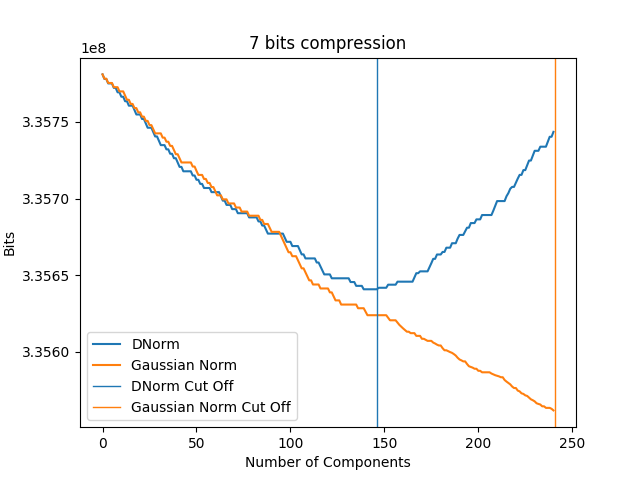 7 bits compression
1e8
3.3575
3.3570
3.3565
3.3560
Bits
DNorm
Gaussian Norm
DNorm Cut Off
Gaussian Norm Cut Off
0 50 100 150 200 250
Number of Components